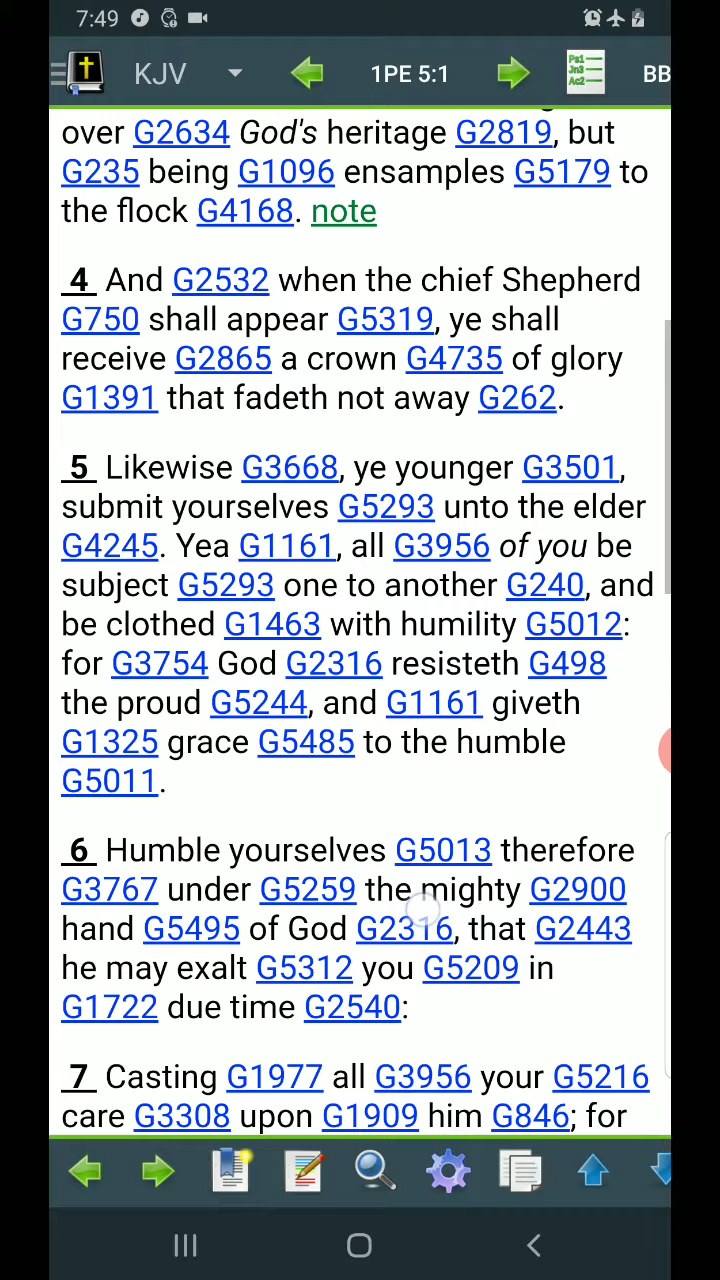 7:49
KJV
1PE 5:1
BB
Ps1
Jn3
Ac2
over G2634 God's heritage G2819, but
G235 being G1096 ensamples G5179 to
the flock G4168. note
4 And G2532 when the chief Shepherd
G750 shall appear G5319, ye shall
receive G2865 a crown G4735 of glory
G1391 that fadeth not away G262.
5 Likewise G3668, ye younger G3501,
submit yourselves G5293 unto the elder
G4245. Yea G1161, all G3956 of you be
subject G5293 one to another G240, and
be clothed G1463 with humility G5012:
for G3754 God G2316 resisteth G498
the proud G5244, and G1161 giveth
G1325 grace G5485 to the humble
G5011.
6 Humble yourselves G5013 therefore
G3767 under G5259 the mighty G2900
hand G5495 of God G2316, that G2443
he may exalt G5312 you G5209 in
G1722 due time G2540:
7 Casting G1977 all G3956 your G5216
care G3308 upon G1909 him G846; for